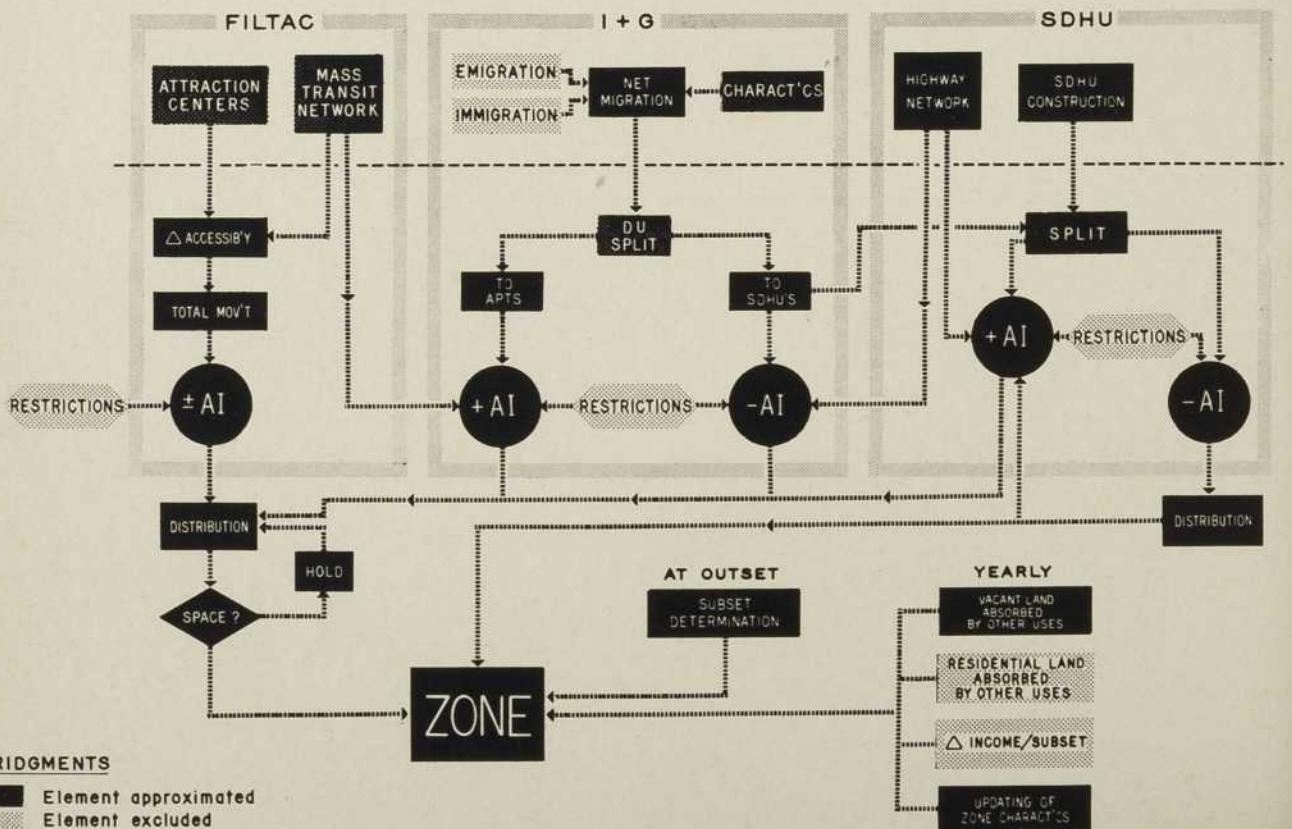 FILTAC
I + G
SDHU
ATTRACTION
CENTERS
MASS
TRANSIT
NETWORK
EMIGRATION
IMMIGRATION
NET
MIGRATION
CHARACT'CS
HIGHWAY
NETWORK
SDHU
CONSTRUCTION
△ ACCESSIB'Y
DU
SPLIT
SPLIT
TOTAL MOV'T
TO
APTS
TO
SDHU'S
RESTRICTIONS
± AI
+ AI
RESTRICTIONS
-AI
+ AI
RESTRICTIONS
-AI
DISTRIBUTION
HOLD
SPACE ?
DISTRIBUTION
AT OUTSET
SUBSET
DETERMINATION
YEARLY
VACANT LAND
ABSORBED
BY OTHER USES
RESIDENTIAL LAND
ABSORBED
BY OTHER USES
△ INCOME/SUBSET
UPDATING OF
ZONE CHARACT'CS
ZONE
RIDGMENTS
Element approximated
Element excluded